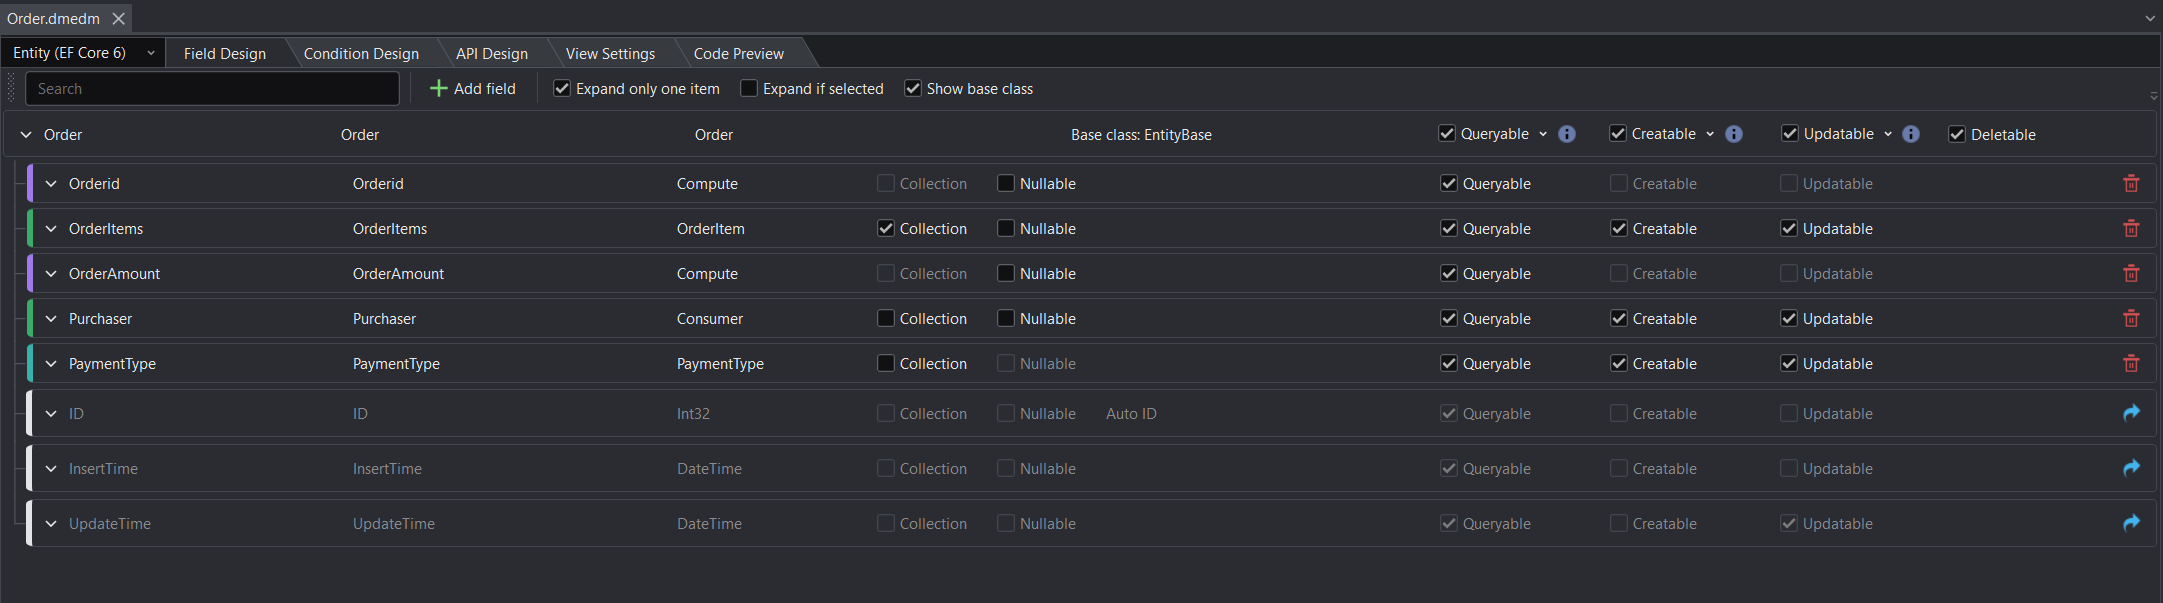 Order.dmedm
Entity (EF Core 6) Field Design Condition Design API Design View Settings Code Preview
Search Add field Expand only one item Expand if selected Show base class
Order Order Order Base class: EntityBase Queryable Creatable Updatable Deletable
Orderid Orderid Compute Collection Nullable Queryable Creatable Updatable
OrderItems OrderItems OrderItem Collection Nullable Queryable Creatable Updatable
OrderAmount OrderAmount Compute Collection Nullable Queryable Creatable Updatable
Purchaser Purchaser Consumer Collection Nullable Queryable Creatable Updatable
PaymentType PaymentType PaymentType Collection Nullable Queryable Creatable Updatable
ID ID Int32 Collection Nullable Auto ID Queryable Creatable Updatable
InsertTime InsertTime DateTime Collection Nullable Queryable Creatable Updatable
UpdateTime UpdateTime DateTime Collection Nullable Queryable Creatable Updatable